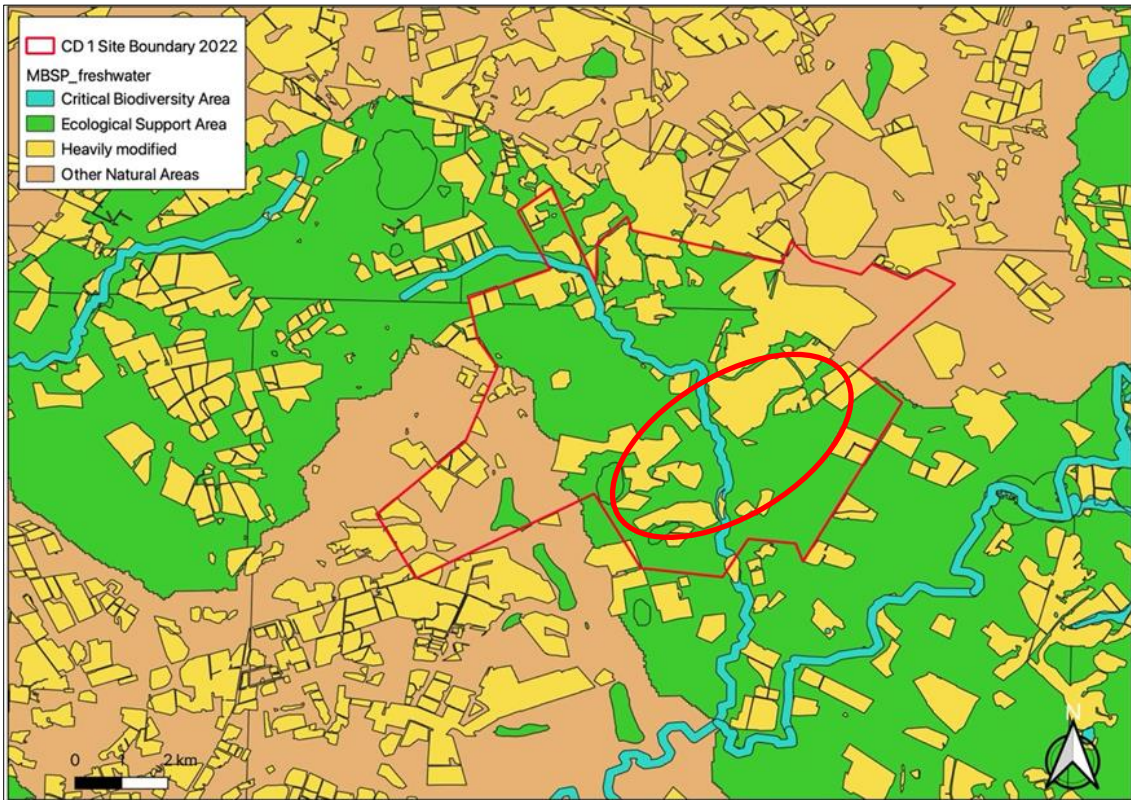 CD 1 Site Boundary 2022
MBSP_freshwater
Critical Biodiversity Area
Ecological Support Area
Heavily modified
Other Natural Areas
0 1 2 km
N